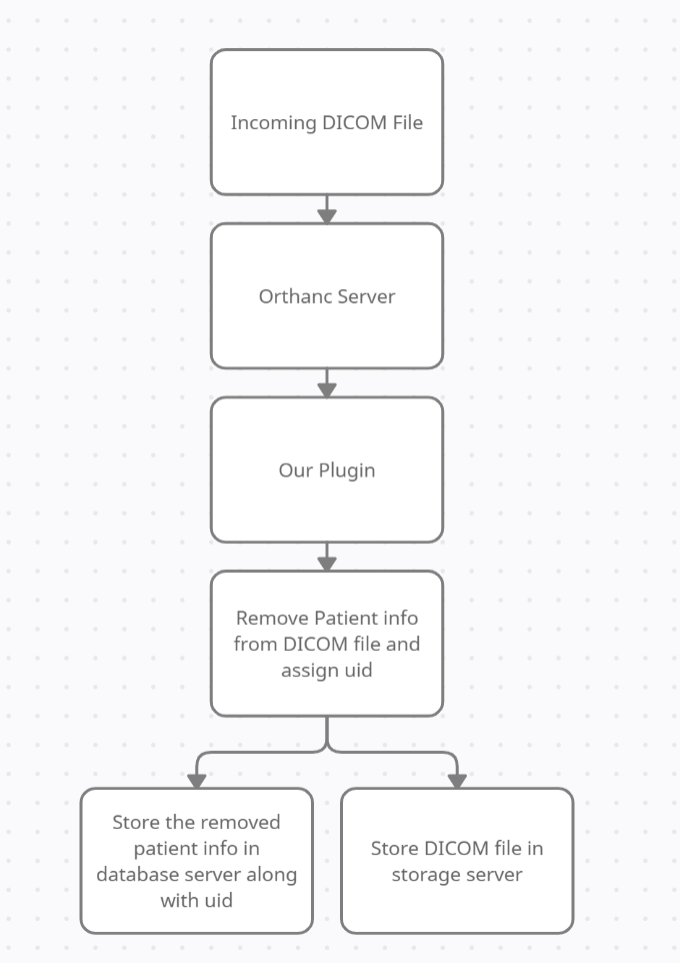 Incoming DICOM File
Orthanc Server
Our Plugin
Remove Patient info
from DICOM file and
assign uid
Store the removed
patient info in
database server along
with uid
Store DICOM file in
storage server